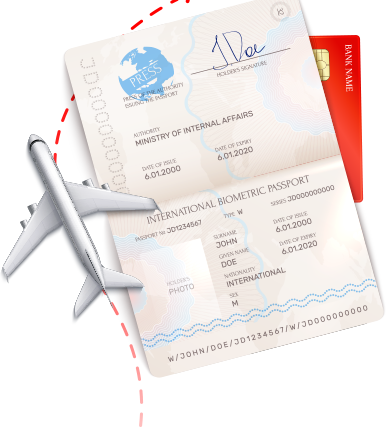 PRESS
J.Doe
HOLDER'S SIGNATURE
PRESS OF THE AUTHORITY
ISSUING THE PASSPORT
BANK NAME
AUTHORITY
MINISTRY OF INTERNAL AFFAIRS
DATE OF ISSUE
6.01.2000
DATE OF EXPIRY
6.01.2020
INTERNATIONAL BIOMETRIC PASSPORT
PASSPORT № JD1234567 TYPE W SERIES JD000000000
SURNAME
JOHN
DATE OF ISSUE
6.01.2000
GIVEN NAME
DOE
DATE OF EXPIRY
6.01.2020
NATIONALITY
INTERNATIONAL
HOLDER'S
PHOTO
SEX
M
W/JOHN/DOE/JD1234567/W/JD000000000